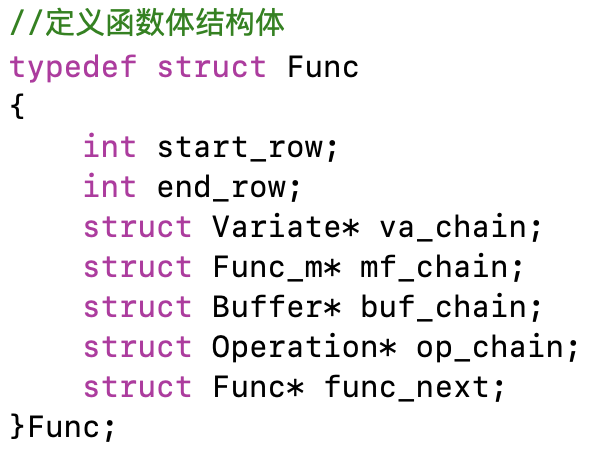 //定义函数体结构体
typedef struct Func
{
    int start_row;
    int end_row;
    struct Variate* va_chain;
    struct Func_m* mf_chain;
    struct Buffer* buf_chain;
    struct Operation* op_chain;
    struct Func* func_next;
}Func;